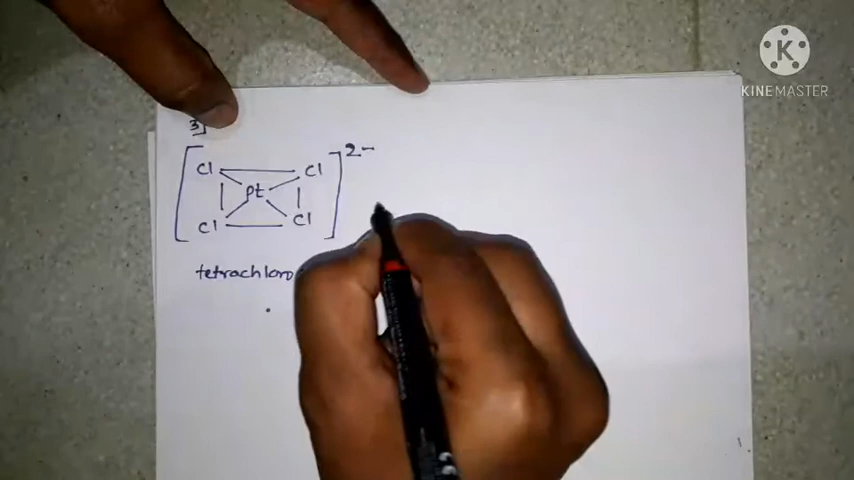 3]
[Cl Cl
Pt
Cl Cl]²⁻
tetrachloro
K
KINEMASTER